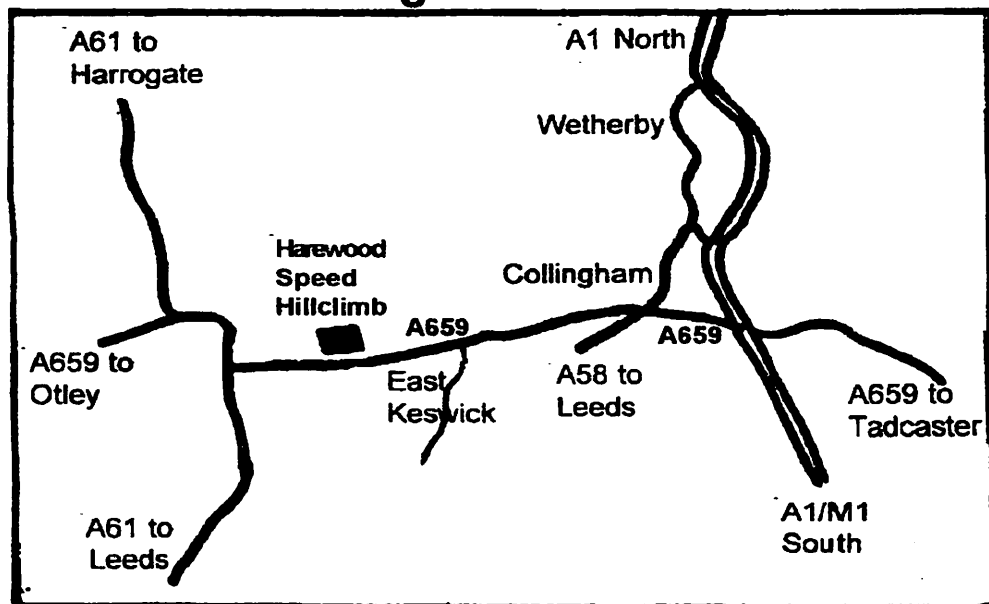 A61 to
Harrogate
A1 North
Wetherby
Harewood
Speed
Hillclimb
Collingham
A659
A659
A659 to
Otley
East
Keswick
A58 to
Leeds
A659 to
Tadcaster
A61 to
Leeds
A1/M1
South